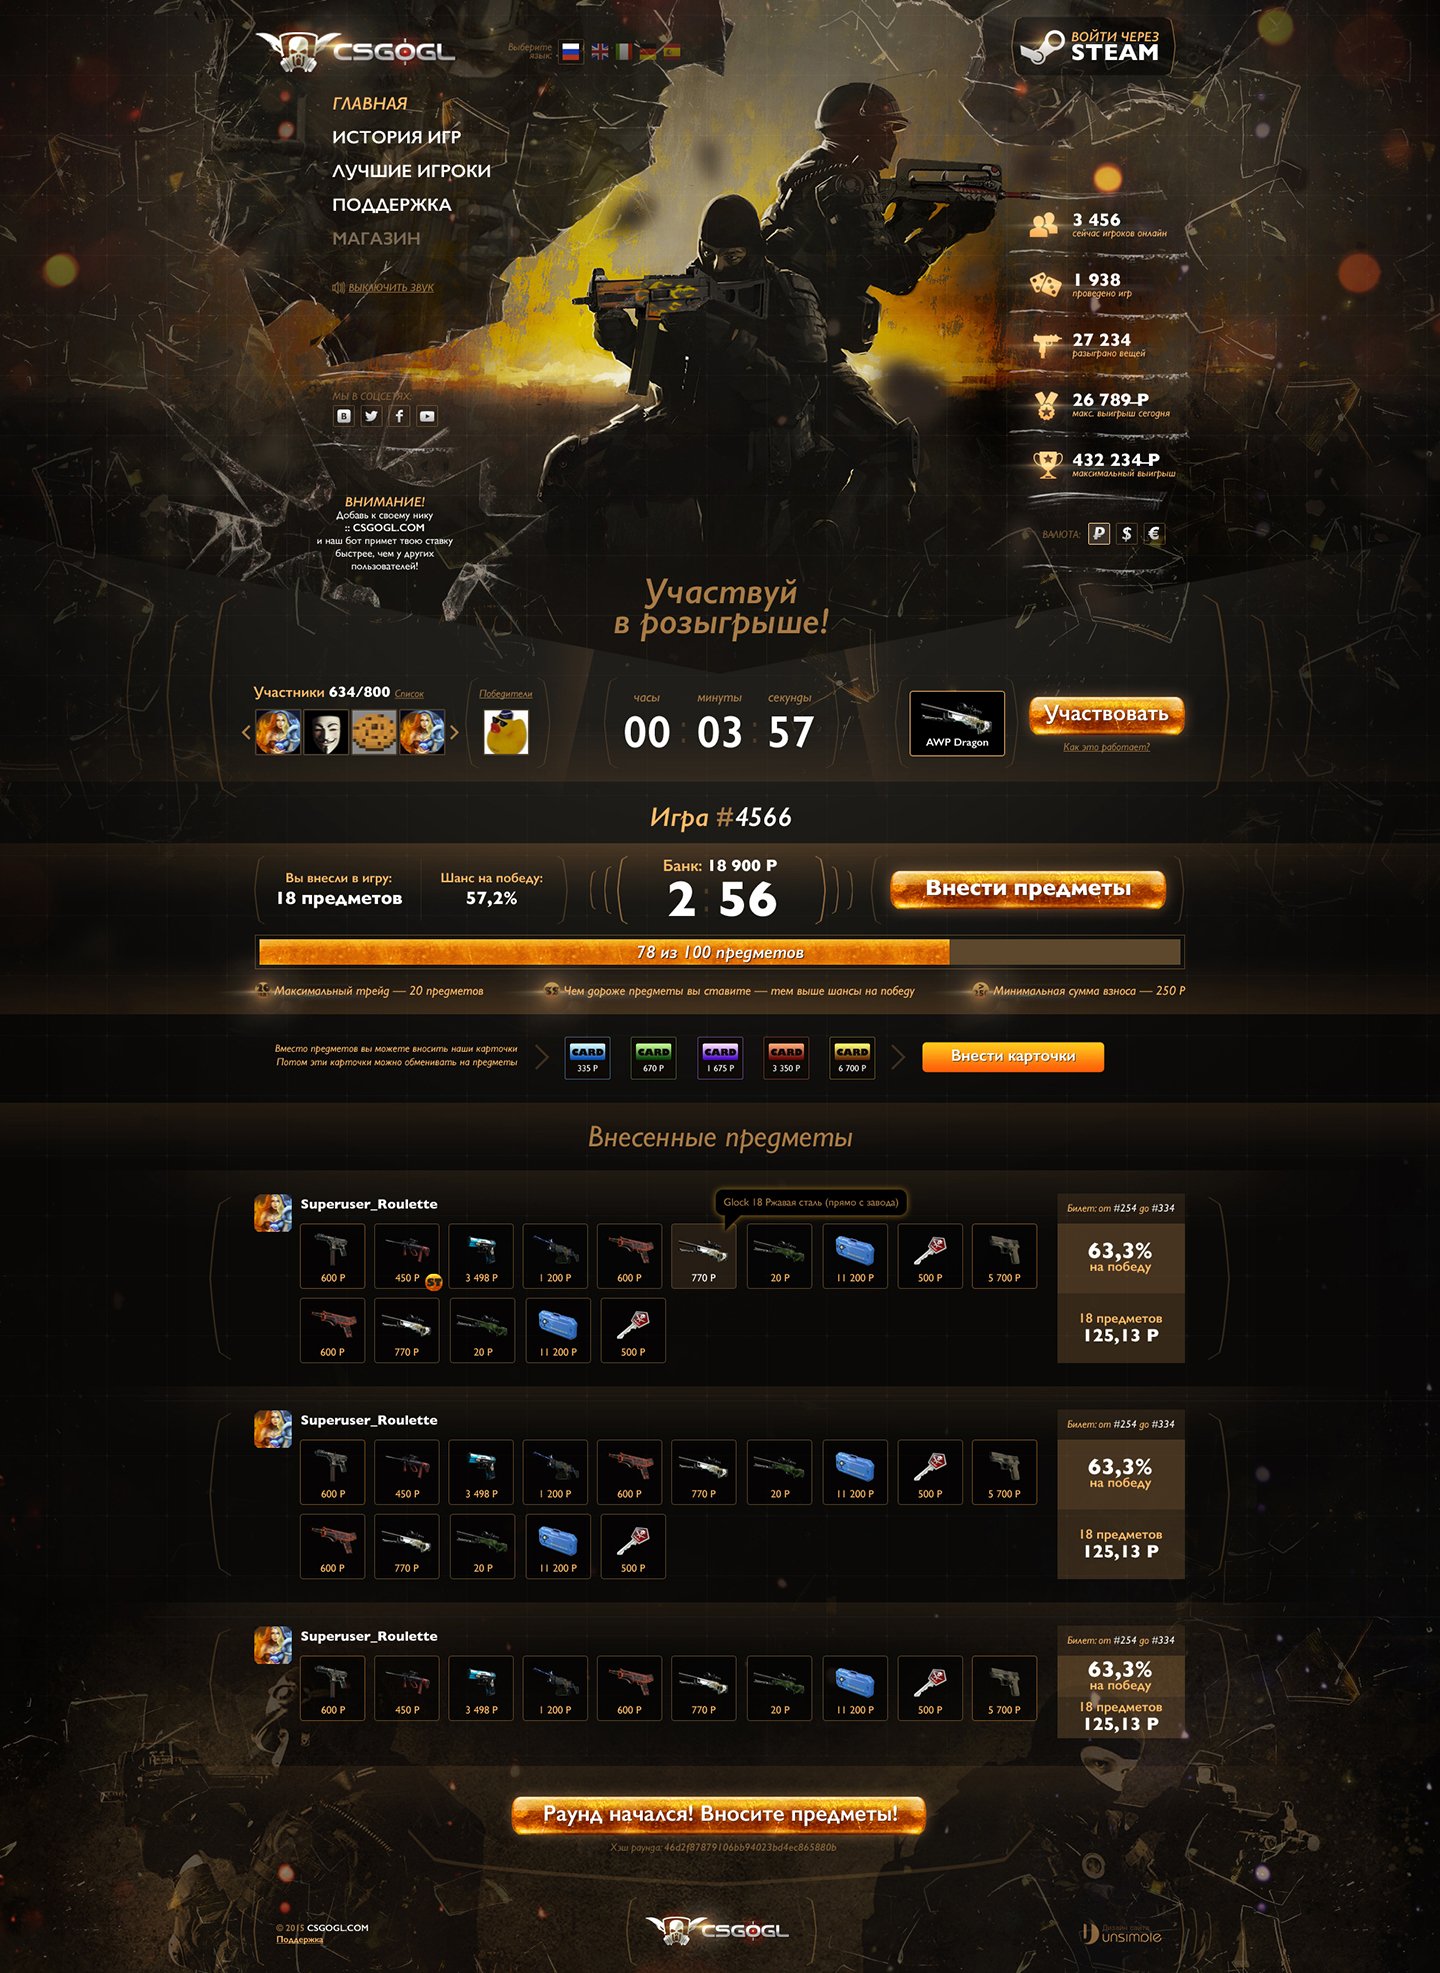 CSGOGL
Выберите
язык:
ВОЙТИ ЧЕРЕЗ
STEAM
ГЛАВНАЯ
ИСТОРИЯ ИГР
ЛУЧШИЕ ИГРОКИ
ПОДДЕРЖКА
МАГАЗИН
ВЫКЛЮЧИТЬ ЗВУК
3 456
сейчас игроков онлайн
1 938
проведено игр
27 234
разыграно вещей
26 789 Р
макс. выигрыш сегодня
432 234 Р
максимальный выигрыш
МЫ В СОЦСЕТЯХ:
ВНИМАНИЕ!
Добавь к своему нику
:: CSGOGL.COM
и наш бот примет твою ставку
быстрее, чем у других
пользователей!
ВАЛЮТА: ₽ $ €
Участвуй
в розыгрыше!
Участники 634/800 Список
Победители
часы минуты секунды
00 : 03 : 57
AWP Dragon
Участвовать
Как это работает?
Игра #4566
Вы внесли в игру:
18 предметов
Шанс на победу:
57,2%
Банк: 18 900 Р
2 : 56
Внести предметы
78 из 100 предметов
Максимальный трейд — 20 предметов
Чем дороже предметы вы ставите — тем выше шансы на победу
Минимальная сумма взноса — 250 Р
Вместо предметов вы можете вносить наши карточки
Потом эти карточки можно обменивать на предметы
CARD CARD CARD CARD CARD
335 Р 670 Р 1 675 Р 3 350 Р 6 700 Р
Внести карточки
Внесенные предметы
Superuser_Roulette
Glock 18 Ржавая сталь (прямо с завода)
600 Р 450 Р ST 3 498 Р 1 200 Р 600 Р 770 Р 20 Р 11 200 Р 500 Р 5 700 Р
600 Р 770 Р 20 Р 11 200 Р 500 Р
Билет: от #254 до #334
63,3%
на победу
18 предметов
125,13 Р
Superuser_Roulette
600 Р 450 Р 3 498 Р 1 200 Р 600 Р 770 Р 20 Р 11 200 Р 500 Р 5 700 Р
600 Р 770 Р 20 Р 11 200 Р 500 Р
Билет: от #254 до #334
63,3%
на победу
18 предметов
125,13 Р
Superuser_Roulette
600 Р 450 Р 3 498 Р 1 200 Р 600 Р 770 Р 20 Р 11 200 Р 500 Р 5 700 Р
Билет: от #254 до #334
63,3%
на победу
18 предметов
125,13 Р
Раунд начался! Вносите предметы!
Хэш раунда: 46d2f87879106bb94023bd4ec865880b
© 2015 CSGOGL.COM
Поддержка
CSGOGL
Дизайн сайта
unsimple